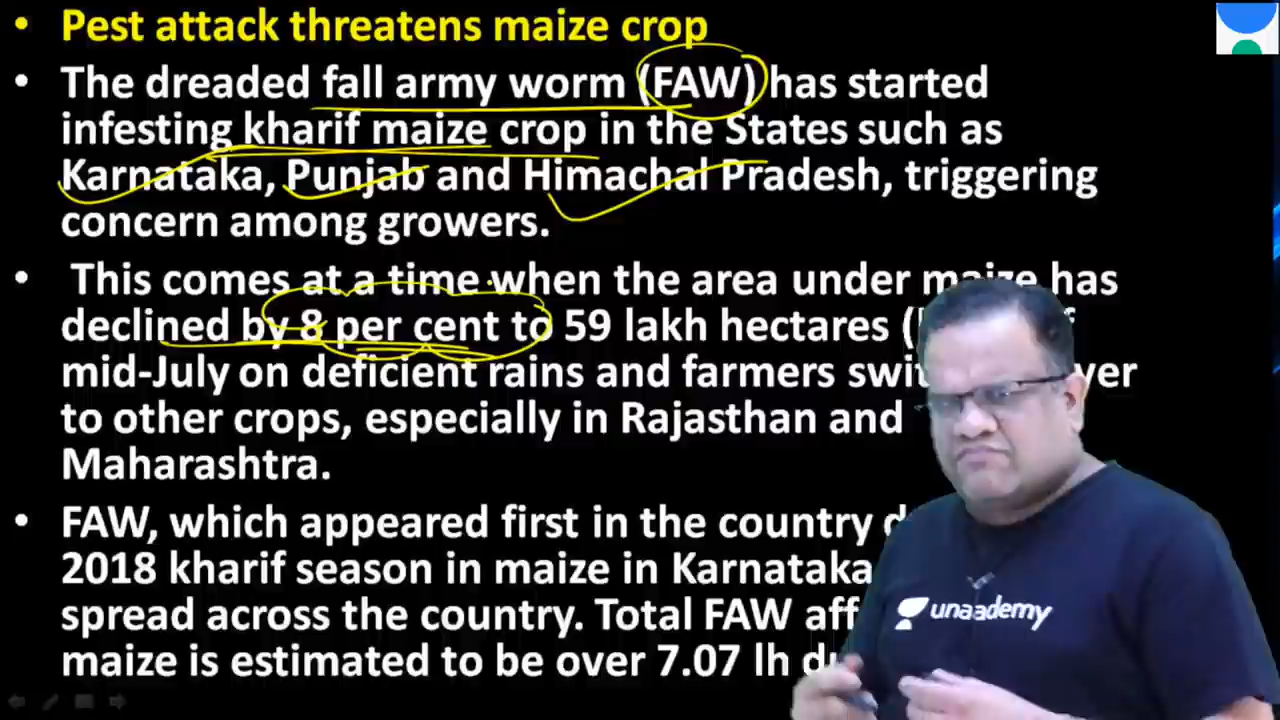 • Pest attack threatens maize crop
• The dreaded fall army worm (FAW) has started
infesting kharif maize crop in the States such as
Karnataka, Punjab and Himachal Pradesh, triggering
concern among growers.
• This comes at a time when the area under maize has
declined by 8 per cent to 59 lakh hectares (
mid-July on deficient rains and farmers
to other crops, especially in Rajasthan and
Maharashtra.
• FAW, which appeared first in the country
2018 kharif season in maize in Karnataka
spread across the country. Total FAW
maize is estimated to be over 7.07 lh
unacademy